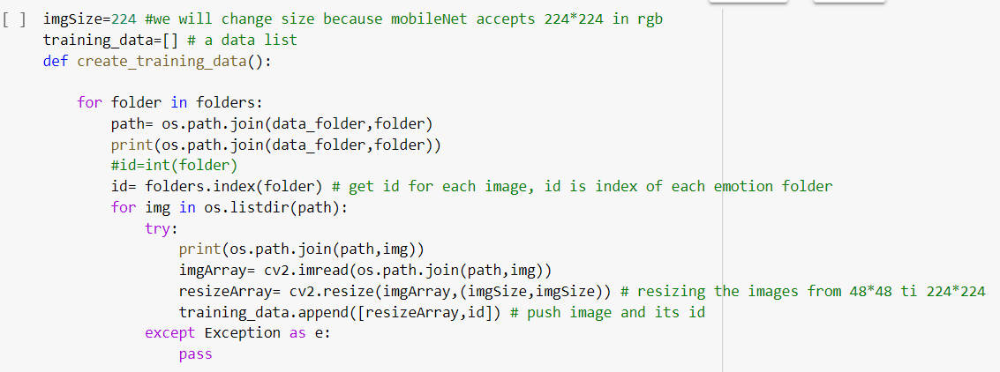 [ ] imgSize=224 #we will change size because mobileNet accepts 224*224 in rgb
training_data=[] # a data list
def create_training_data():
for folder in folders:
path= os.path.join(data_folder,folder)
print(os.path.join(data_folder,folder))
#id=int(folder)
id= folders.index(folder) # get id for each image, id is index of each emotion folder
for img in os.listdir(path):
try:
print(os.path.join(path,img))
imgArray= cv2.imread(os.path.join(path,img))
resizeArray= cv2.resize(imgArray,(imgSize,imgSize)) # resizing the images from 48*48 ti 224*224
training_data.append([resizeArray,id]) # push image and its id
except Exception as e:
pass